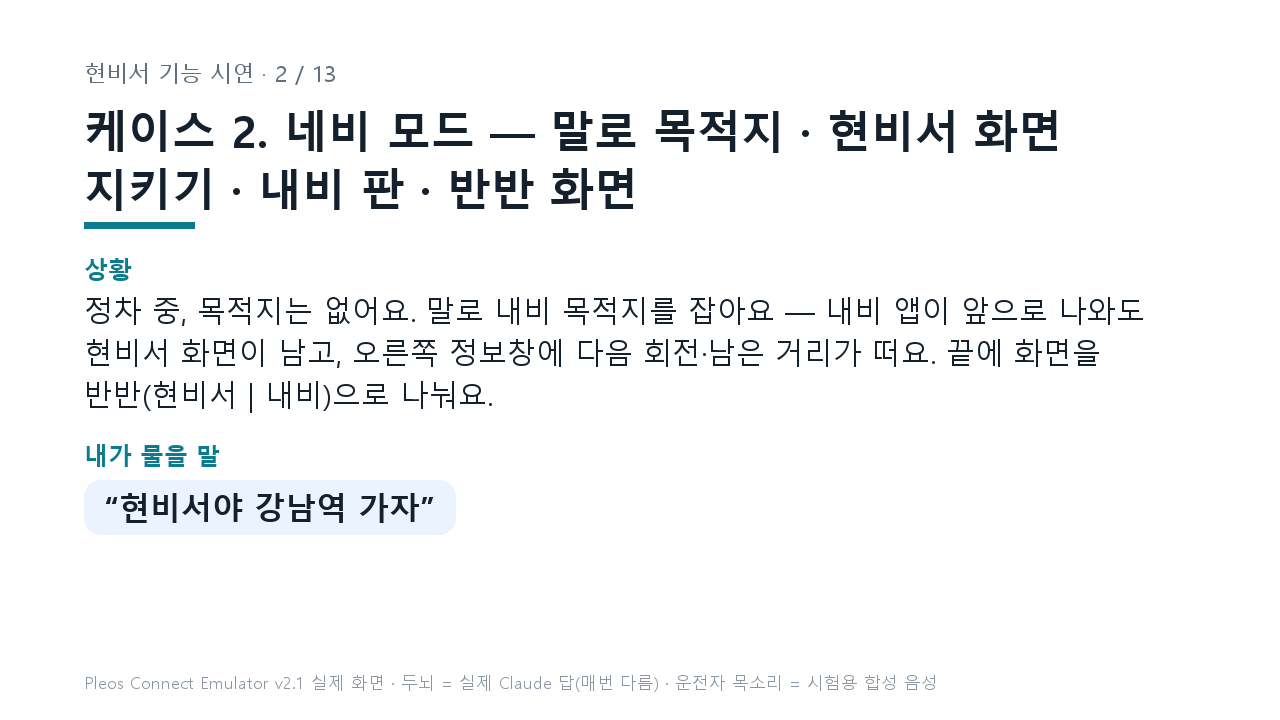 현비서 기능 시연 · 2 / 13
케이스 2. 네비 모드 — 말로 목적지 · 현비서 화면
지키기 · 내비 판 · 반반 화면
상황
정차 중, 목적지는 없어요. 말로 내비 목적지를 잡아요 — 내비 앱이 앞으로 나와도
현비서 화면이 남고, 오른쪽 정보창에 다음 회전·남은 거리가 떠요. 끝에 화면을
반반(현비서 | 내비)으로 나눠요.
내가 물을 말
“현비서야 강남역 가자”
Pleos Connect Emulator v2.1 실제 화면 · 두뇌 = 실제 Claude 답(매번 다름) · 운전자 목소리 = 시험용 합성 음성